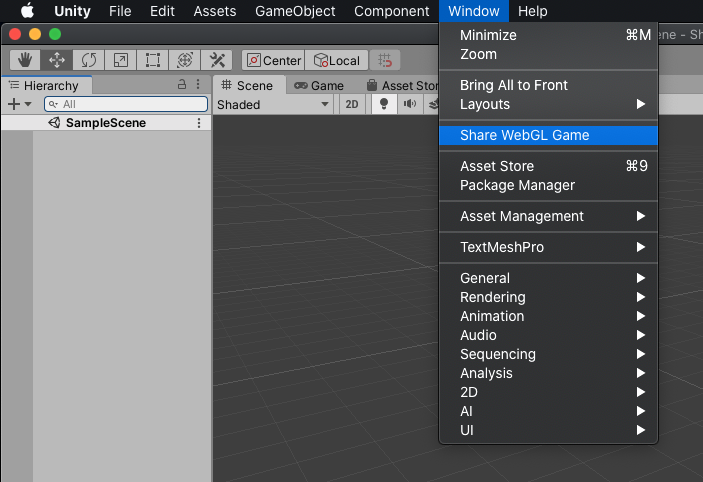 Unity File Edit Assets GameObject Component Window Help
ene - Sh
Center Local
Hierarchy
All
SampleScene
Scene Game Asset Stor
Shaded 2D
Minimize ⌘M
Zoom
Bring All to Front
Layouts
Share WebGL Game
Asset Store ⌘9
Package Manager
Asset Management
TextMeshPro
General
Rendering
Animation
Audio
Sequencing
Analysis
2D
AI
UI